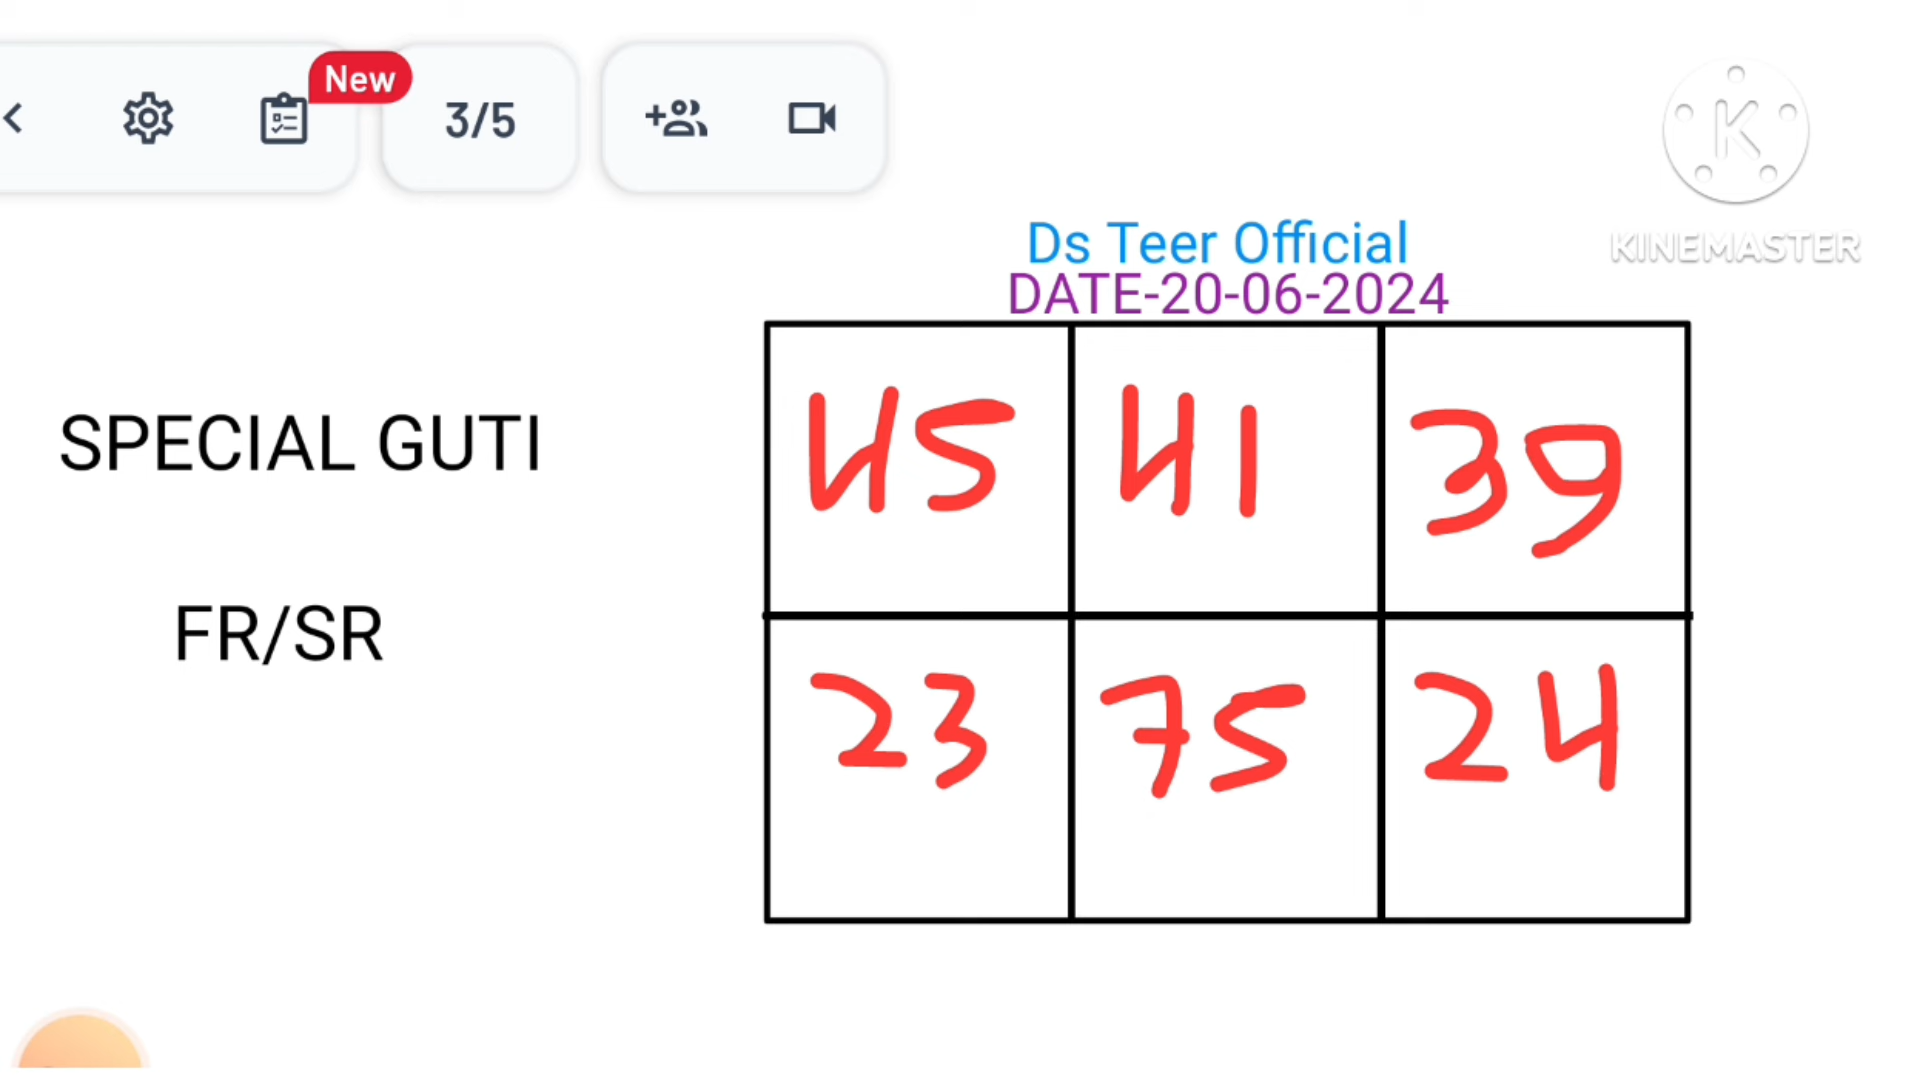 New
3/5
KINEMASTER
Ds Teer Official
DATE-20-06-2024
SPECIAL GUTI
45 41 39
FR/SR
23 75 24